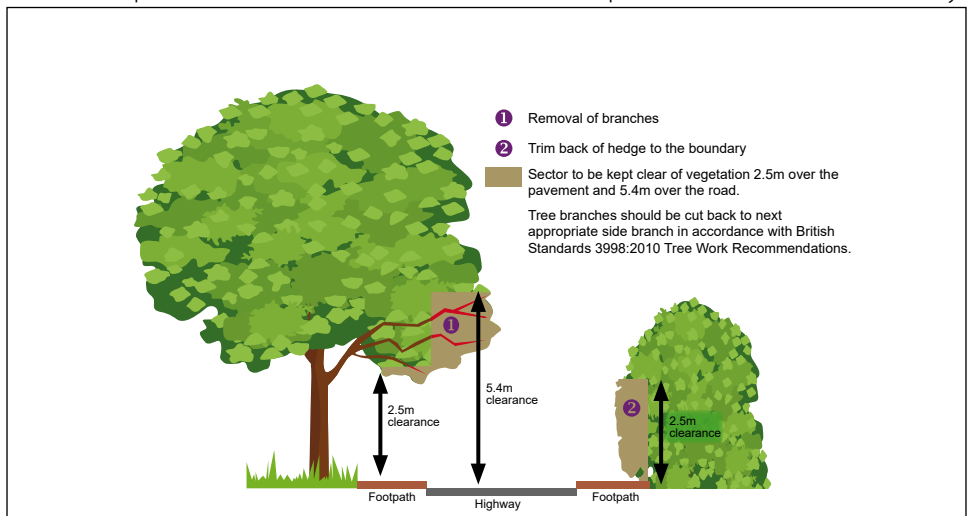 1 Removal of branches
2 Trim back of hedge to the boundary
Sector to be kept clear of vegetation 2.5m over the
pavement and 5.4m over the road.
Tree branches should be cut back to next
appropriate side branch in accordance with British
Standards 3998:2010 Tree Work Recommendations.
1
5.4m
clearance
2.5m
clearance
2
2.5m
clearance
Footpath
Highway
Footpath